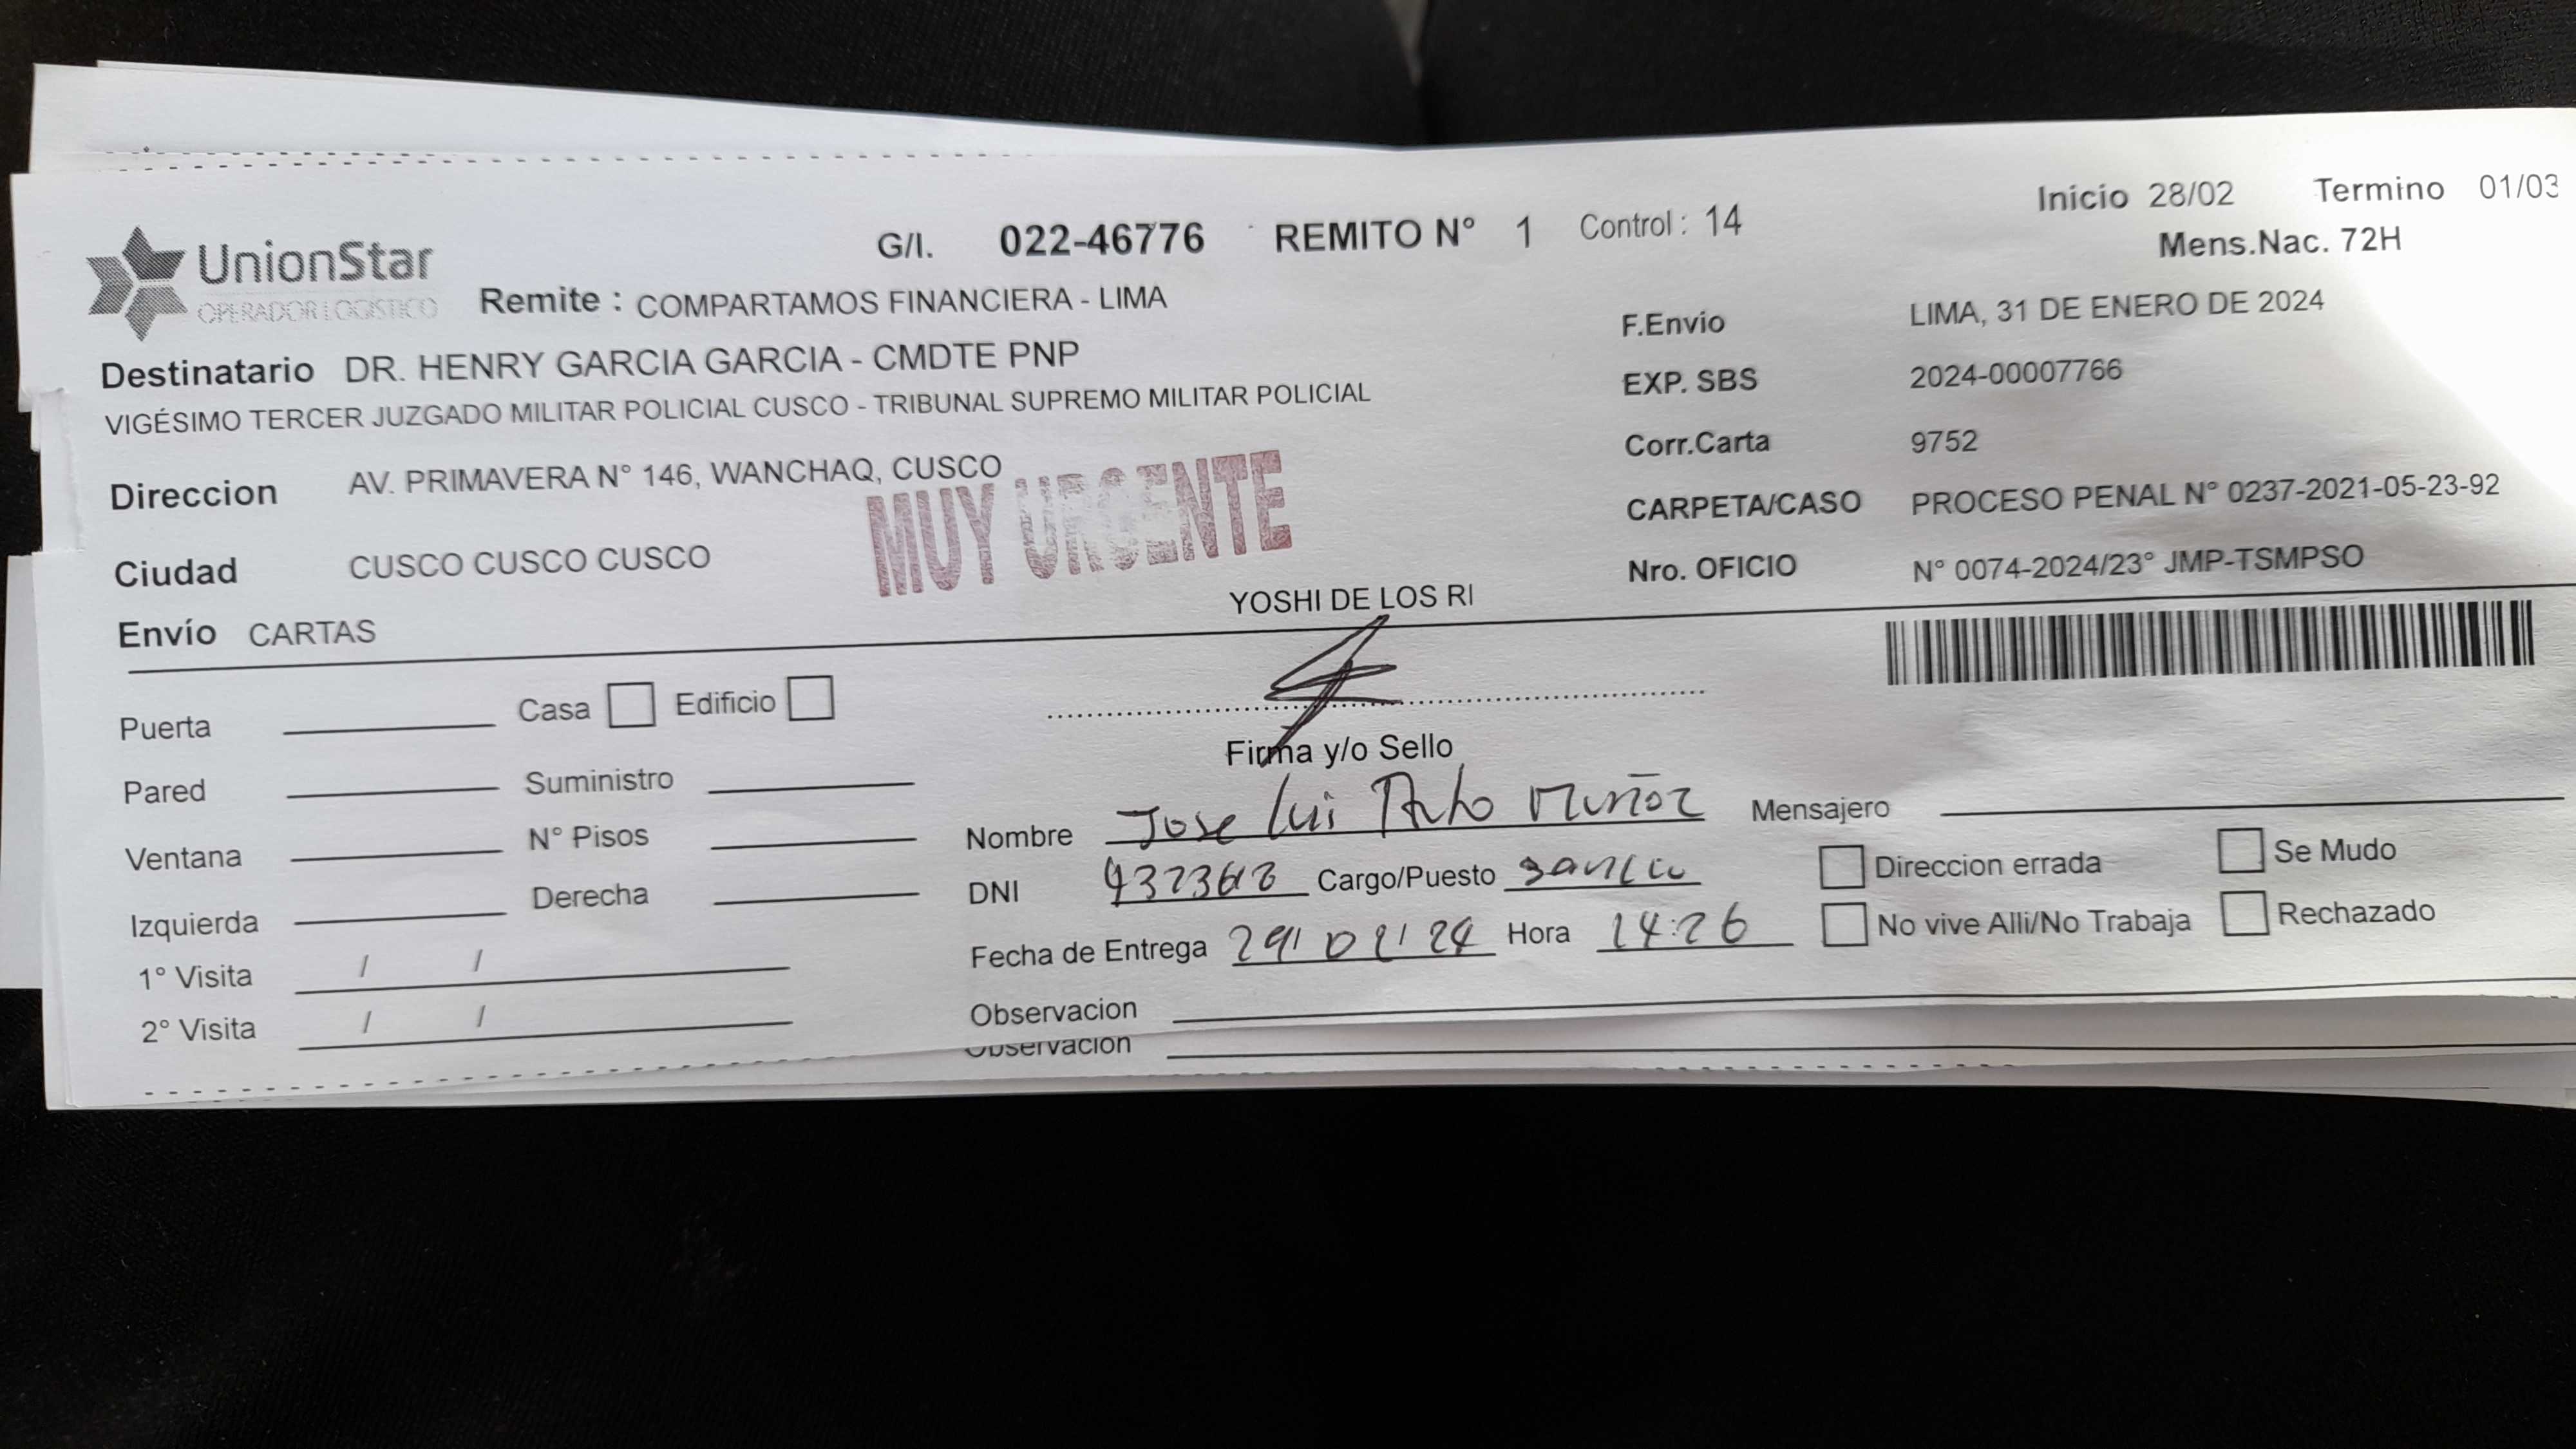 Inicio 28/02 Termino 01/03
G/I. 022-46776 REMITO N° 1 Control : 14
Mens.Nac. 72H
UnionStar
OPERADOR LOGISTICO
Remite : COMPARTAMOS FINANCIERA - LIMA
F.Envio LIMA, 31 DE ENERO DE 2024
Destinatario DR. HENRY GARCIA GARCIA - CMDTE PNP
EXP. SBS 2024-00007766
VIGÉSIMO TERCER JUZGADO MILITAR POLICIAL CUSCO - TRIBUNAL SUPREMO MILITAR POLICIAL
Corr.Carta 9752
Direccion AV. PRIMAVERA N° 146, WANCHAQ, CUSCO
CARPETA/CASO PROCESO PENAL N° 0237-2021-05-23-92
MUY URGENTE
Ciudad CUSCO CUSCO CUSCO
Nro. OFICIO N° 0074-2024/23° JMP-TSMPSO
YOSHI DE LOS RI
Envío CARTAS
Puerta Casa Edificio
Firma y/o Sello
Pared Suministro
Nombre Jose Lui Muñoz Mensajero
Ventana N° Pisos
DNI Cargo/Puesto Direccion errada Se Mudo
Izquierda Derecha
Fecha de Entrega 29/02/24 Hora 14:26 No vive Alli/No Trabaja Rechazado
1° Visita / /
Observacion
2° Visita / /
Observacion